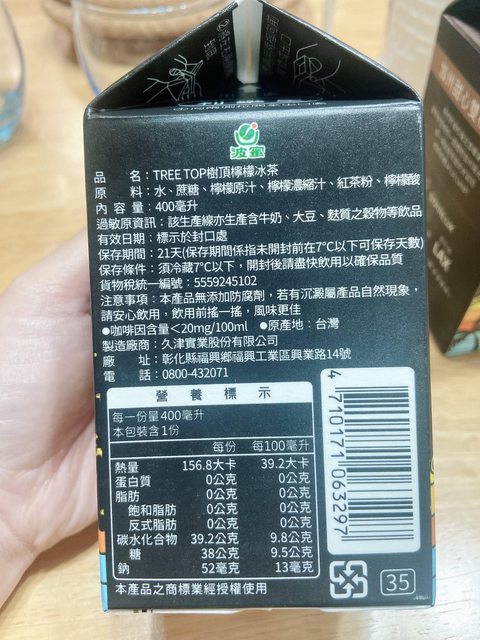 波蜜
品　　名：TREE TOP樹頂檸檬冰茶
原　　料：水、蔗糖、檸檬原汁、檸檬濃縮汁、紅茶粉、檸檬酸
內 容 量：400毫升
過敏原資訊：該生產線亦生產含牛奶、大豆、麩質之穀物等飲品
有效日期：標示於封口處
保存期間：21天(保存期間係指未開封前在7℃以下可保存天數)
保存條件：須冷藏7℃以下，開封後請盡快飲用以確保品質
貨物稅統一編號：5559245102
注意事項：本產品無添加防腐劑，若有沉澱屬產品自然現象，
請安心飲用，飲用前搖一搖，風味更佳
●咖啡因含量＜20mg/100ml ●原產地：台灣
製造廠商：久津實業股份有限公司
廠　　址：彰化縣福興鄉福興工業區興業路14號
電　　話：0800-432071
營養標示
每一份量400毫升
本包裝含1份
每份 每100毫升
熱量 156.8大卡 39.2大卡
蛋白質 0公克 0公克
脂肪 0公克 0公克
飽和脂肪 0公克 0公克
反式脂肪 0公克 0公克
碳水化合物 39.2公克 9.8公克
糖 38公克 9.5公克
鈉 52毫克 13毫克
本產品之商標業經授權使用
4 710171 063297
35